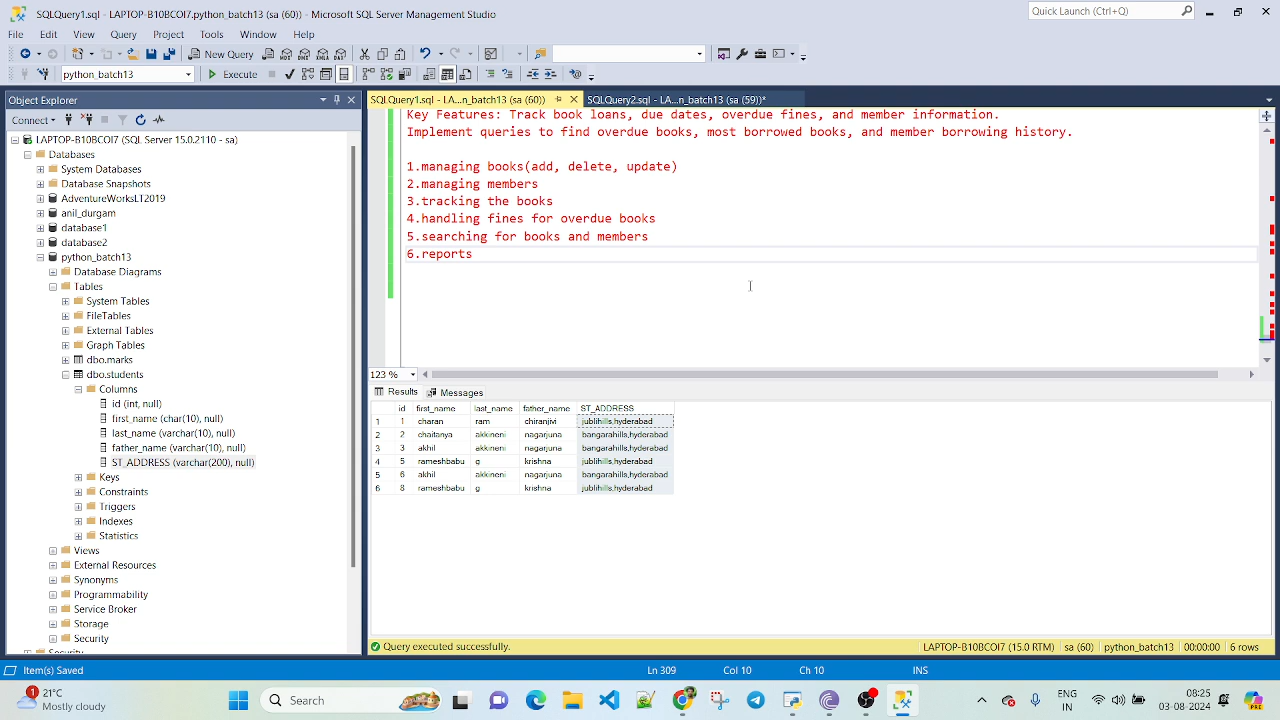 SQLQuery1.sql - LAPTOP-B10BCOI7.python_batch13 (sa (60)) - Microsoft SQL Server Management Studio
Quick Launch (Ctrl+Q)
File Edit View Query Project Tools Window Help
New Query
python_batch13 Execute
Object Explorer
SQLQuery1.sql - LA...n_batch13 (sa (60))
SQLQuery2.sql - LA...n_batch13 (sa (59))*
Connect
LAPTOP-B10BCOI7 (SQL Server 15.0.2110 - sa)
Databases
System Databases
Database Snapshots
AdventureWorksLT2019
anil_durgam
database1
database2
python_batch13
Database Diagrams
Tables
System Tables
FileTables
External Tables
Graph Tables
dbo.marks
dbo.students
Columns
id (int, null)
first_name (char(10), null)
last_name (varchar(10), null)
father_name (varchar(10), null)
ST_ADDRESS (varchar(200), null)
Keys
Constraints
Triggers
Indexes
Statistics
Views
External Resources
Synonyms
Programmability
Service Broker
Storage
Security
Security
Key Features: Track book loans, due dates, overdue fines, and member information.
Implement queries to find overdue books, most borrowed books, and member borrowing history.
1.managing books(add, delete, update)
2.managing members
3.tracking the books
4.handling fines for overdue books
5.searching for books and members
6.reports
123 %
Results Messages
id first_name last_name father_name ST_ADDRESS
1 1 charan ram chiranjivi jublihills,hyderabad
2 2 chaitanya akkineni nagarjuna bangarahills,hyderabad
3 3 akhil akkineni nagarjuna bangarahills,hyderabad
4 5 rameshbabu g krishna jublihills,hyderabad
5 6 akhil akkineni nagarjuna bangarahills,hyderabad
6 8 rameshbabu g krishna jublihills,hyderabad
Query executed successfully. LAPTOP-B10BCOI7 (15.0 RTM) sa (60) python_batch13 00:00:00 6 rows
Item(s) Saved Ln 309 Col 10 Ch 10 INS
1 21°C
Mostly cloudy
Search
ENG
IN
08:25
03-08-2024